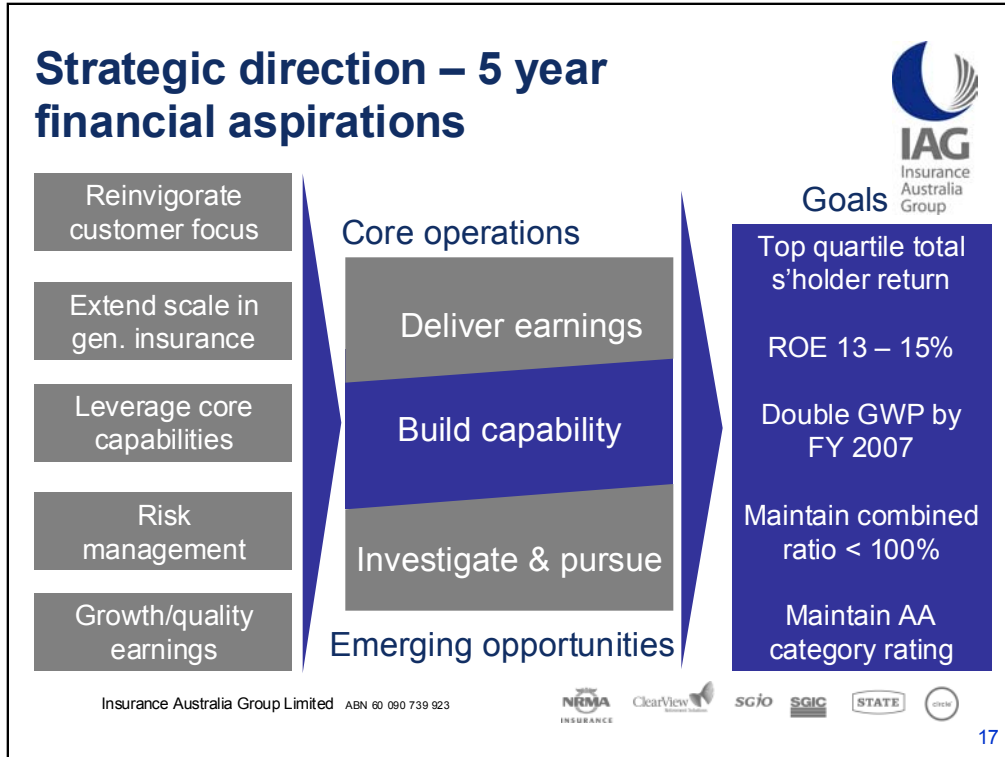 Strategic direction – 5 year
financial aspirations
IAG
Insurance
Australia
Group
Reinvigorate
customer focus
Extend scale in
gen. insurance
Leverage core
capabilities
Risk
management
Growth/quality
earnings
Core operations
Deliver earnings
Build capability
Investigate & pursue
Emerging opportunities
Goals
Top quartile total
s'holder return
ROE 13 – 15%
Double GWP by
FY 2007
Maintain combined
ratio < 100%
Maintain AA
category rating
Insurance Australia Group Limited ABN 60 090 739 923
NRMA
INSURANCE
ClearView
Retirement Solutions
SGIO
SGIC
STATE
circle
17